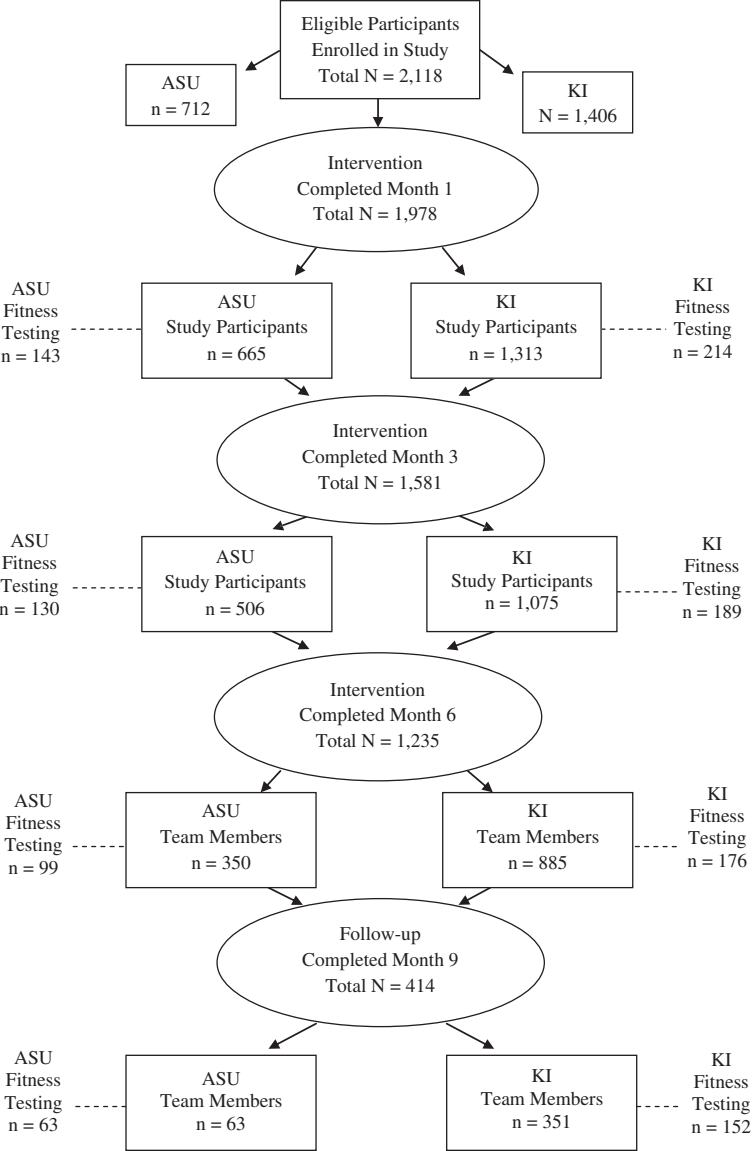 Eligible Participants
Enrolled in Study
Total N = 2,118
ASU
n = 712
KI
N = 1,406
Intervention
Completed Month 1
Total N = 1,978
ASU
Fitness
Testing
n = 143
ASU
Study Participants
n = 665
KI
Study Participants
n = 1,313
KI
Fitness
Testing
n = 214
Intervention
Completed Month 3
Total N = 1,581
ASU
Fitness
Testing
n = 130
ASU
Study Participants
n = 506
KI
Study Participants
n = 1,075
KI
Fitness
Testing
n = 189
Intervention
Completed Month 6
Total N = 1,235
ASU
Fitness
Testing
n = 99
ASU
Team Members
n = 350
KI
Team Members
n = 885
KI
Fitness
Testing
n = 176
Follow-up
Completed Month 9
Total N = 414
ASU
Fitness
Testing
n = 63
ASU
Team Members
n = 63
KI
Team Members
n = 351
KI
Fitness
Testing
n = 152